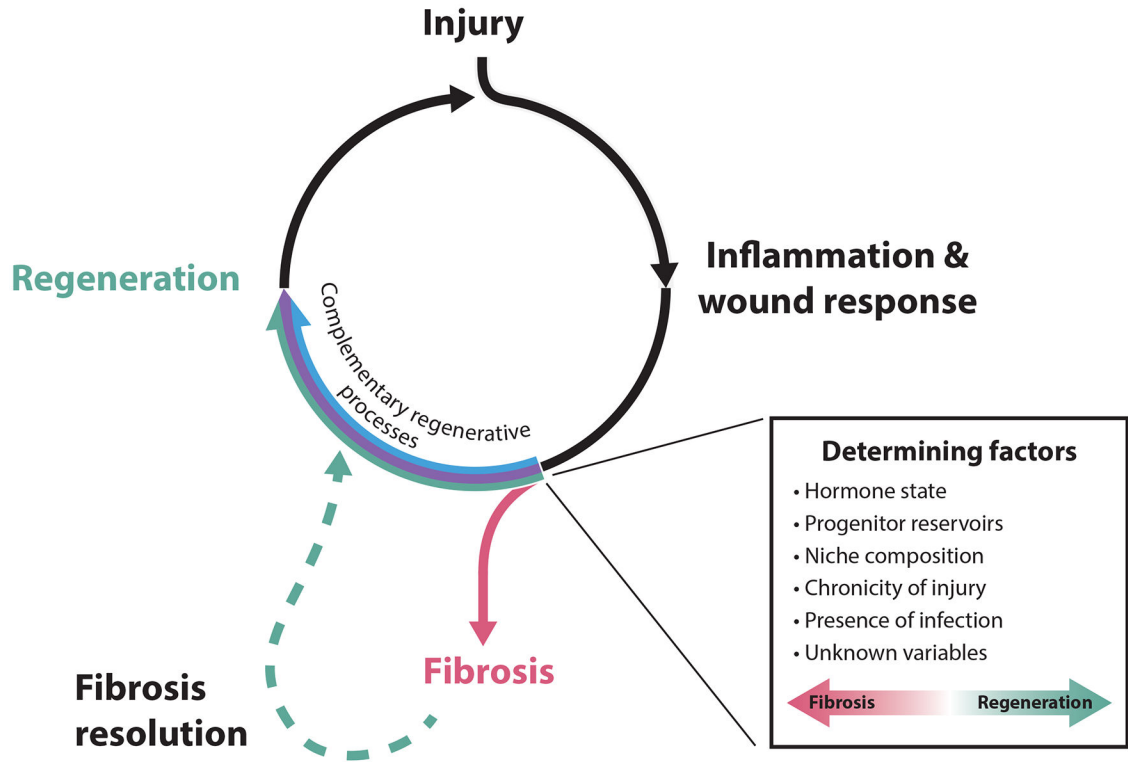 Injury
Inflammation &
wound response
Regeneration
Complementary regenerative
processes
Determining factors
• Hormone state
• Progenitor reservoirs
• Niche composition
• Chronicity of injury
• Presence of infection
• Unknown variables
Fibrosis Regeneration
Fibrosis
Fibrosis
resolution